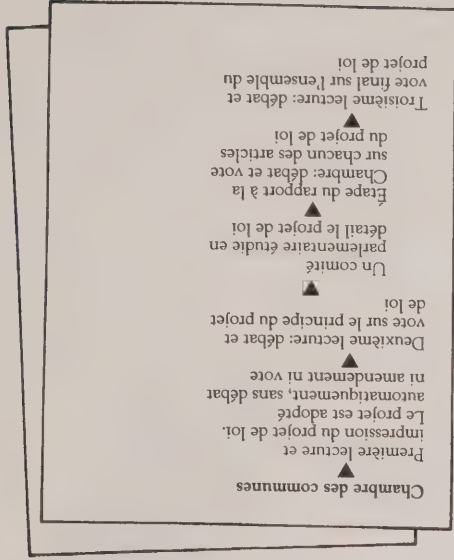 Chambre des communes
Première lecture et
impression du projet de loi.
Le projet est adopté
automatiquement, sans débat
ni amendement ni vote
Deuxième lecture: débat et
vote sur le principe du projet
de loi
Un comité
parlementaire étudie en
détail le projet de loi
Étape du rapport à la
Chambre: débat et vote
sur chacun des articles
du projet de loi
Troisième lecture: débat et
vote final sur l'ensemble du
projet de loi